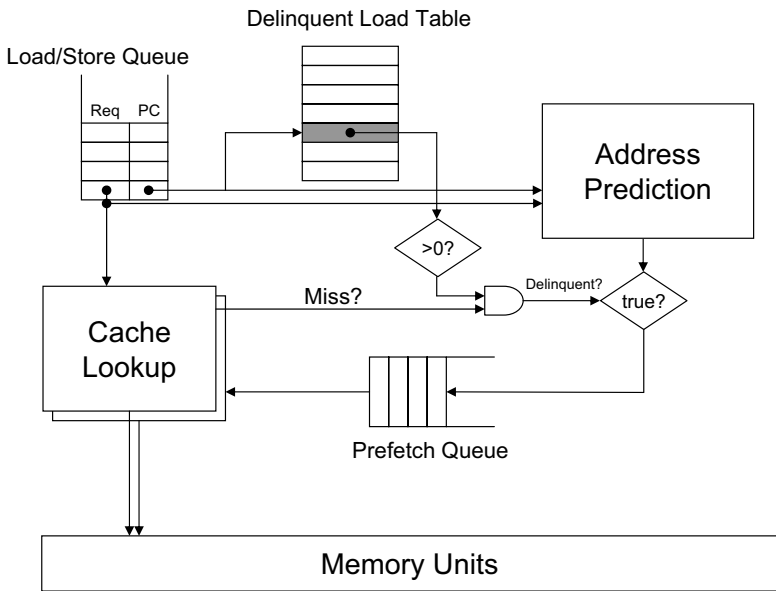 Delinquent Load Table
Load/Store Queue
Req PC
Address
Prediction
>0?
Delinquent?
Miss?
true?
Cache
Lookup
Prefetch Queue
Memory Units